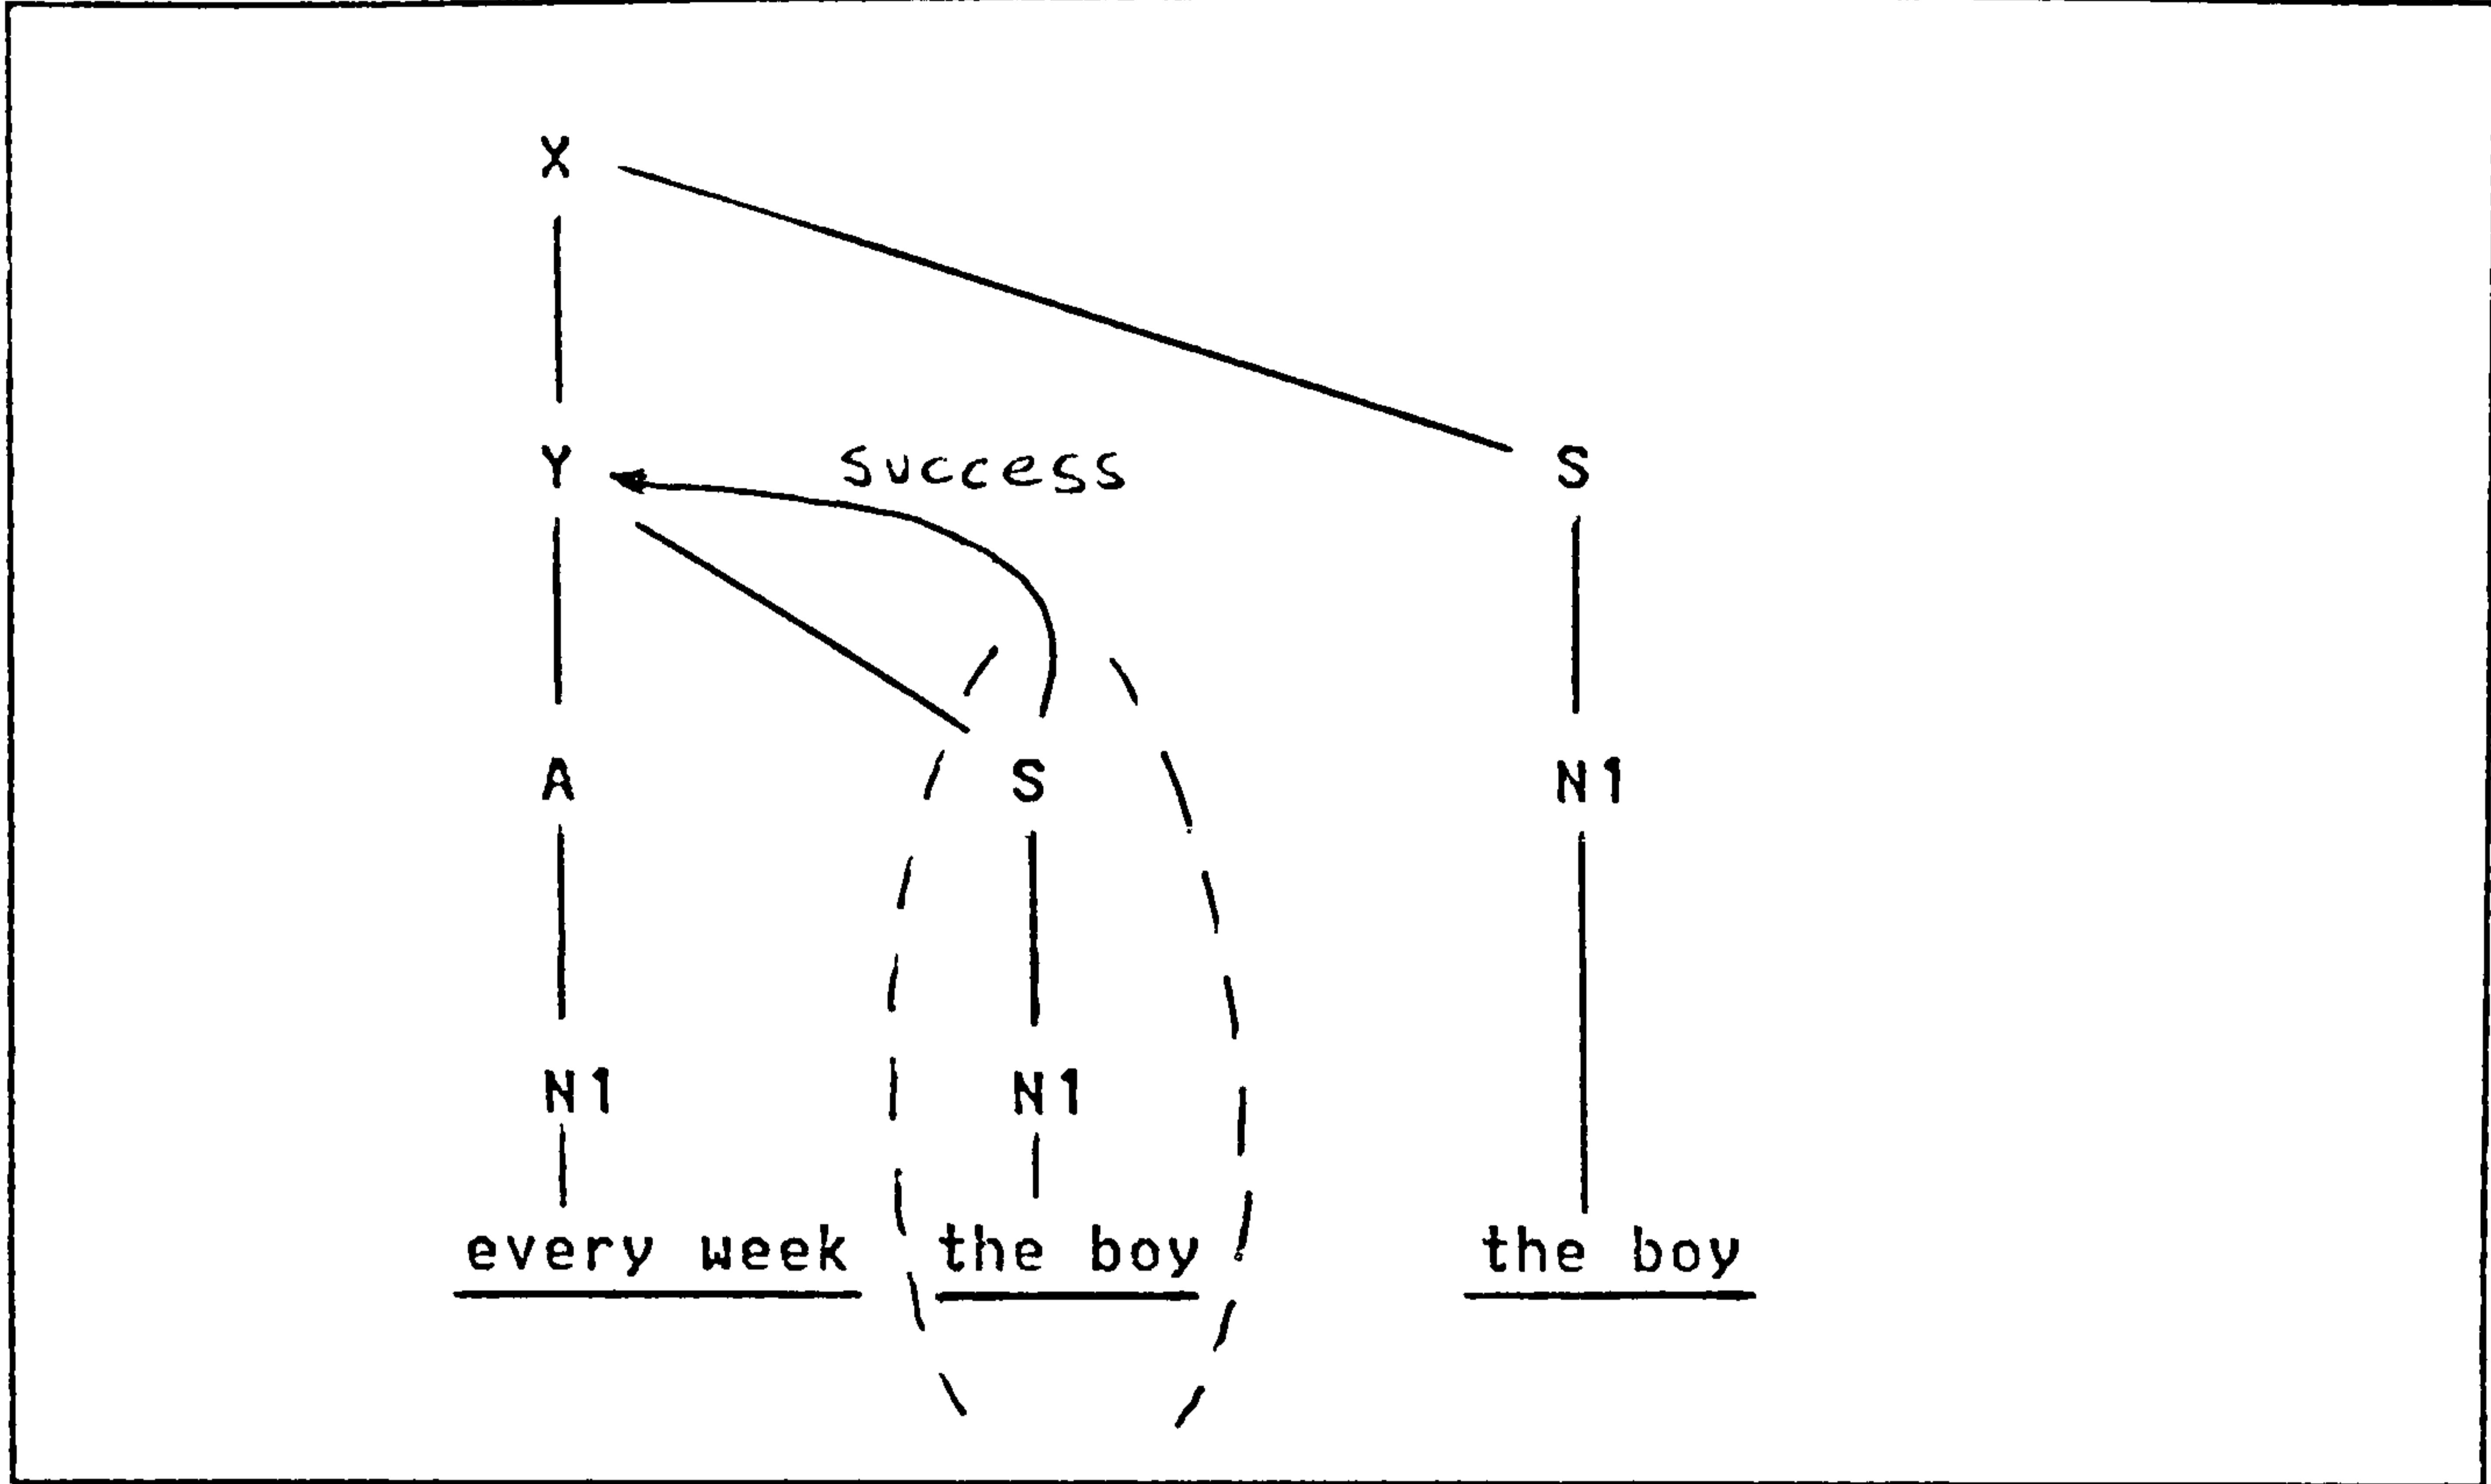 X
Y success S
A S N1
N1 N1
every week the boy the boy